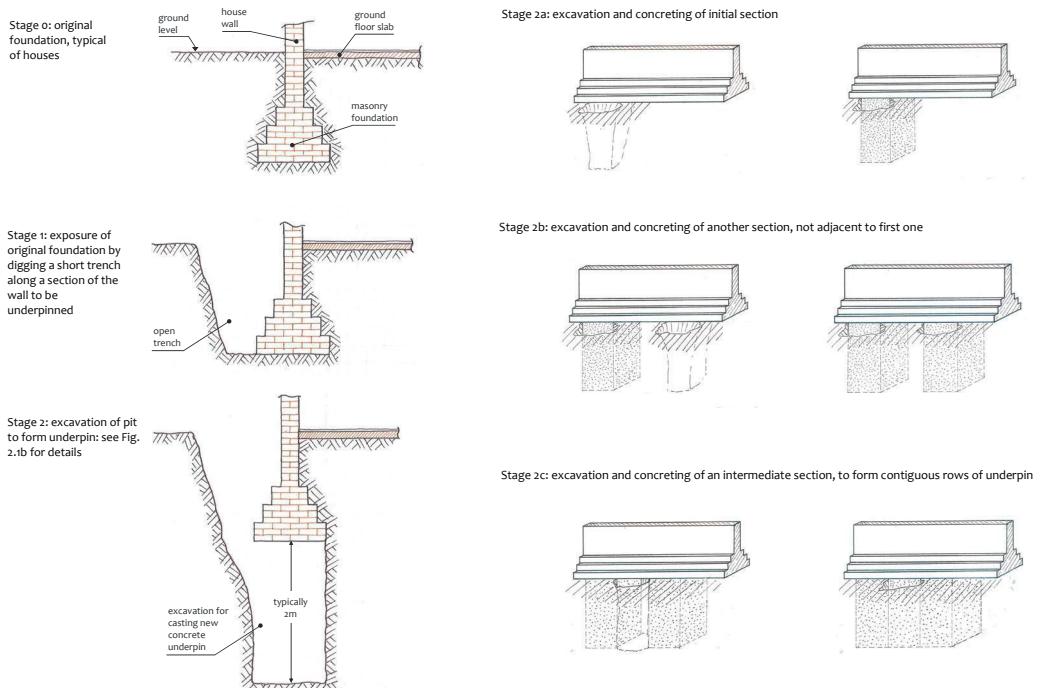 Stage 0: original
foundation, typical
of houses
ground
level
house
wall
ground
floor slab
masonry
foundation
Stage 1: exposure of
original foundation by
digging a short trench
along a section of the
wall to be
underpinned
open
trench
Stage 2: excavation of pit
to form underpin: see Fig.
2.1b for details
excavation for
casting new
concrete
underpin
typically
2m
Stage 2a: excavation and concreting of initial section
Stage 2b: excavation and concreting of another section, not adjacent to first one
Stage 2c: excavation and concreting of an intermediate section, to form contiguous rows of underpin